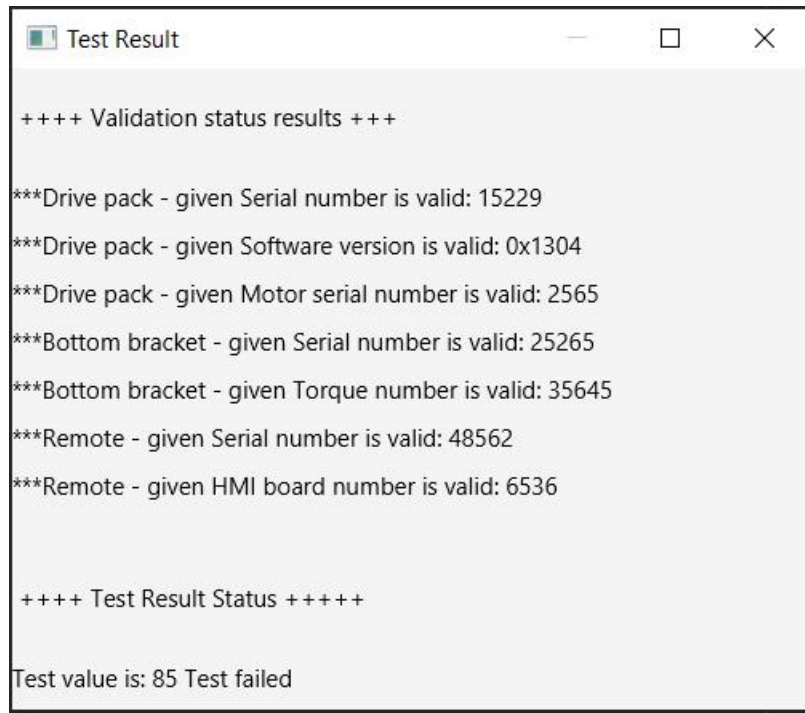 Test Result
++++ Validation status results +++
***Drive pack - given Serial number is valid: 15229
***Drive pack - given Software version is valid: 0x1304
***Drive pack - given Motor serial number is valid: 2565
***Bottom bracket - given Serial number is valid: 25265
***Bottom bracket - given Torque number is valid: 35645
***Remote - given Serial number is valid: 48562
***Remote - given HMI board number is valid: 6536
++++ Test Result Status +++++
Test value is: 85 Test failed